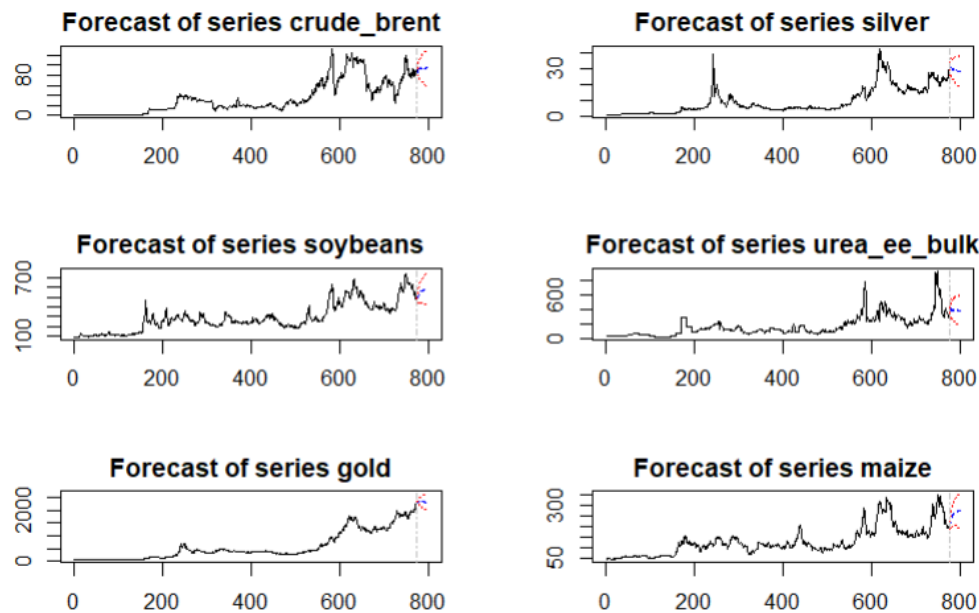 Forecast of series crude_brent
80
0
0 200 400 600 800
Forecast of series silver
30
0
0 200 400 600 800
Forecast of series soybeans
700
100
0 200 400 600 800
Forecast of series urea_ee_bulk
600
0
0 200 400 600 800
Forecast of series gold
2000
0
0 200 400 600 800
Forecast of series maize
300
50
0 200 400 600 800